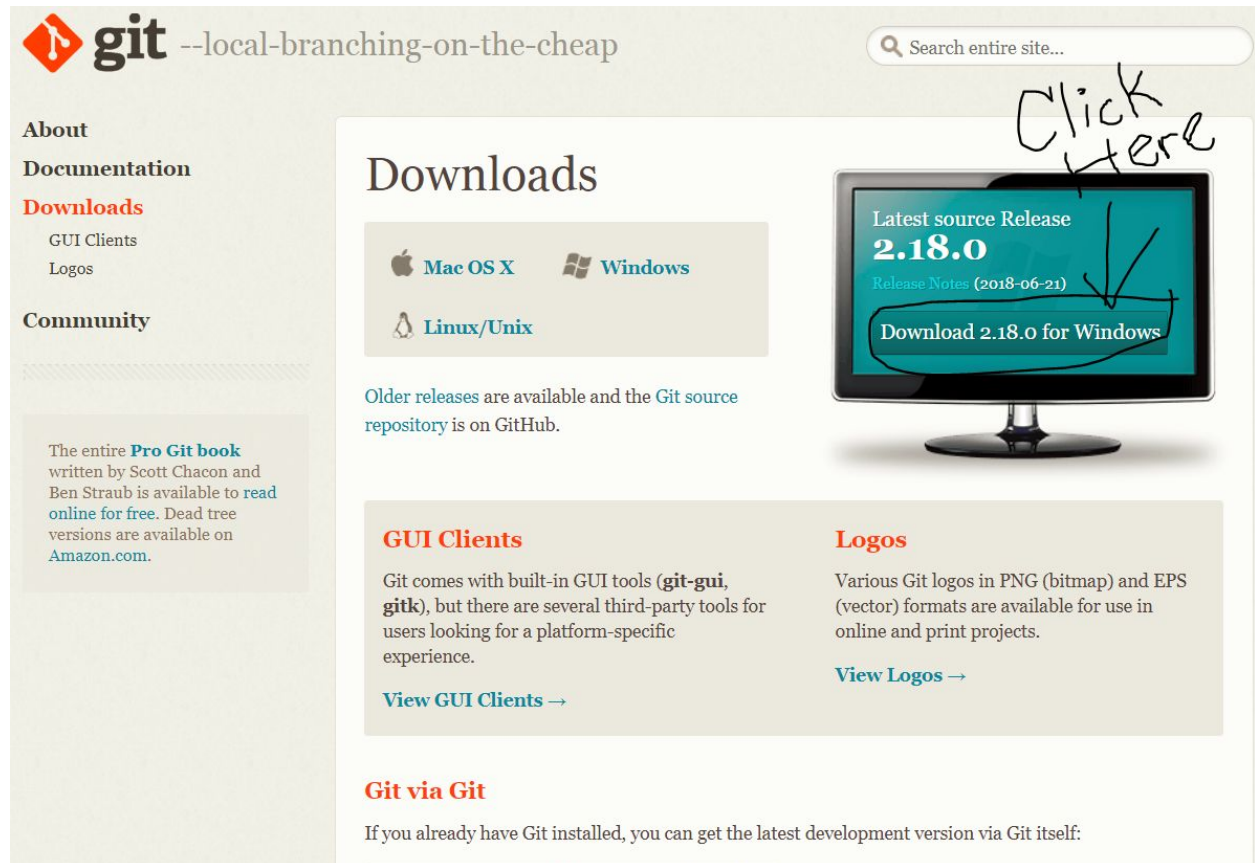 git --local-branching-on-the-cheap
Search entire site...
Click
Here
About
Documentation
Downloads
GUI Clients
Logos
Community
The entire Pro Git book
written by Scott Chacon and
Ben Straub is available to read
online for free. Dead tree
versions are available on
Amazon.com.
Downloads
Mac OS X
Windows
Linux/Unix
Older releases are available and the Git source
repository is on GitHub.
Latest source Release
2.18.0
Release Notes (2018-06-21)
Download 2.18.0 for Windows
GUI Clients
Git comes with built-in GUI tools (git-gui,
gitk), but there are several third-party tools for
users looking for a platform-specific
experience.
View GUI Clients →
Logos
Various Git logos in PNG (bitmap) and EPS
(vector) formats are available for use in
online and print projects.
View Logos →
Git via Git
If you already have Git installed, you can get the latest development version via Git itself: